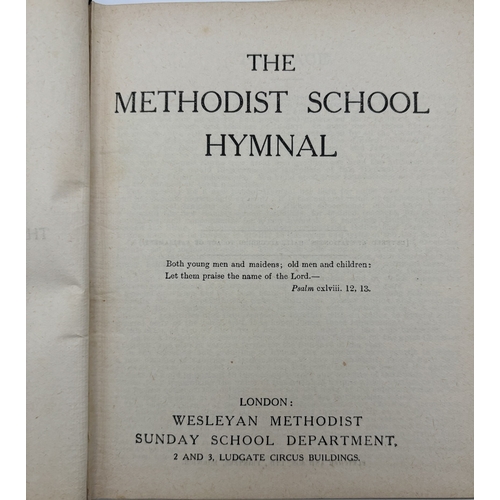 THE
METHODIST SCHOOL
HYMNAL
Both young men and maidens; old men and children:
Let them praise the name of the Lord.—
Psalm cxlviii. 12, 13.
LONDON:
WESLEYAN METHODIST
SUNDAY SCHOOL DEPARTMENT,
2 AND 3, LUDGATE CIRCUS BUILDINGS.